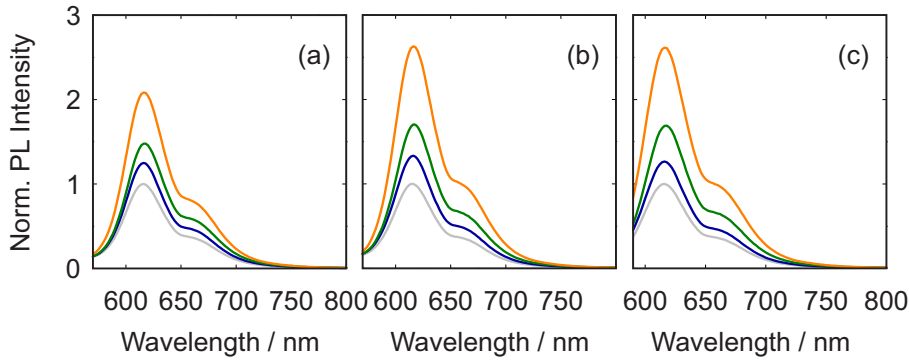 3
(a) (b) (c)
2
1
0
Norm. PL Intensity
600 650 700 750 800 600 650 700 750 600 650 700 750 800
Wavelength / nm Wavelength / nm Wavelength / nm